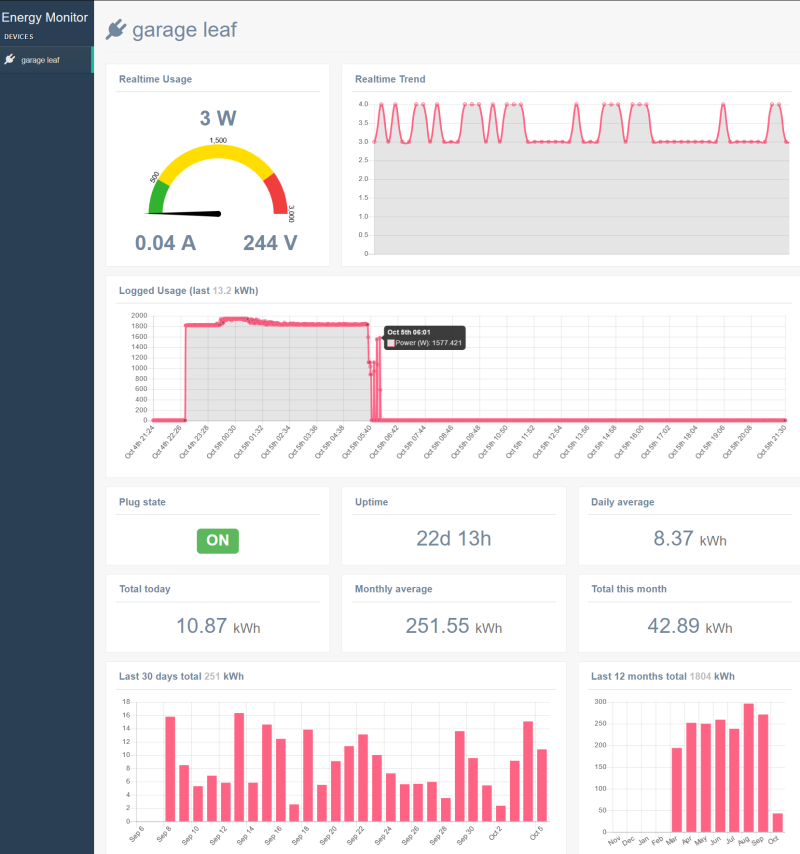 Energy Monitor
DEVICES
garage leaf
garage leaf
Realtime Usage
3 W
500
1,500
3,000
0.04 A
244 V
Realtime Trend
4.0
3.5
3.0
2.5
2.0
1.5
1.0
0.5
0
Logged Usage (last 13.2 kWh)
2000
1800
1600
1400
1200
1000
800
600
400
200
0
Oct 5th 06:01
Power (W): 1577.421
Oct 4th 21:24
Oct 4th 22:26
Oct 4th 23:28
Oct 5th 00:30
Oct 5th 01:32
Oct 5th 02:34
Oct 5th 03:36
Oct 5th 04:38
Oct 5th 05:40
Oct 5th 06:42
Oct 5th 07:44
Oct 5th 08:46
Oct 5th 09:48
Oct 5th 10:50
Oct 5th 11:52
Oct 5th 12:54
Oct 5th 13:56
Oct 5th 14:58
Oct 5th 16:00
Oct 5th 17:02
Oct 5th 18:04
Oct 5th 19:06
Oct 5th 20:08
Oct 5th 21:30
Plug state
ON
Uptime
22d 13h
Daily average
8.37 kWh
Total today
10.87 kWh
Monthly average
251.55 kWh
Total this month
42.89 kWh
Last 30 days total 251 kWh
18
16
14
12
10
8
6
4
2
0
Sep 6
Sep 8
Sep 10
Sep 12
Sep 14
Sep 16
Sep 18
Sep 20
Sep 22
Sep 24
Sep 26
Sep 28
Sep 30
Oct 2
Oct 5
Last 12 months total 1804 kWh
300
250
200
150
100
50
0
Nov
Dec
Jan
Feb
Mar
Apr
May
Jun
Jul
Aug
Sep
Oct